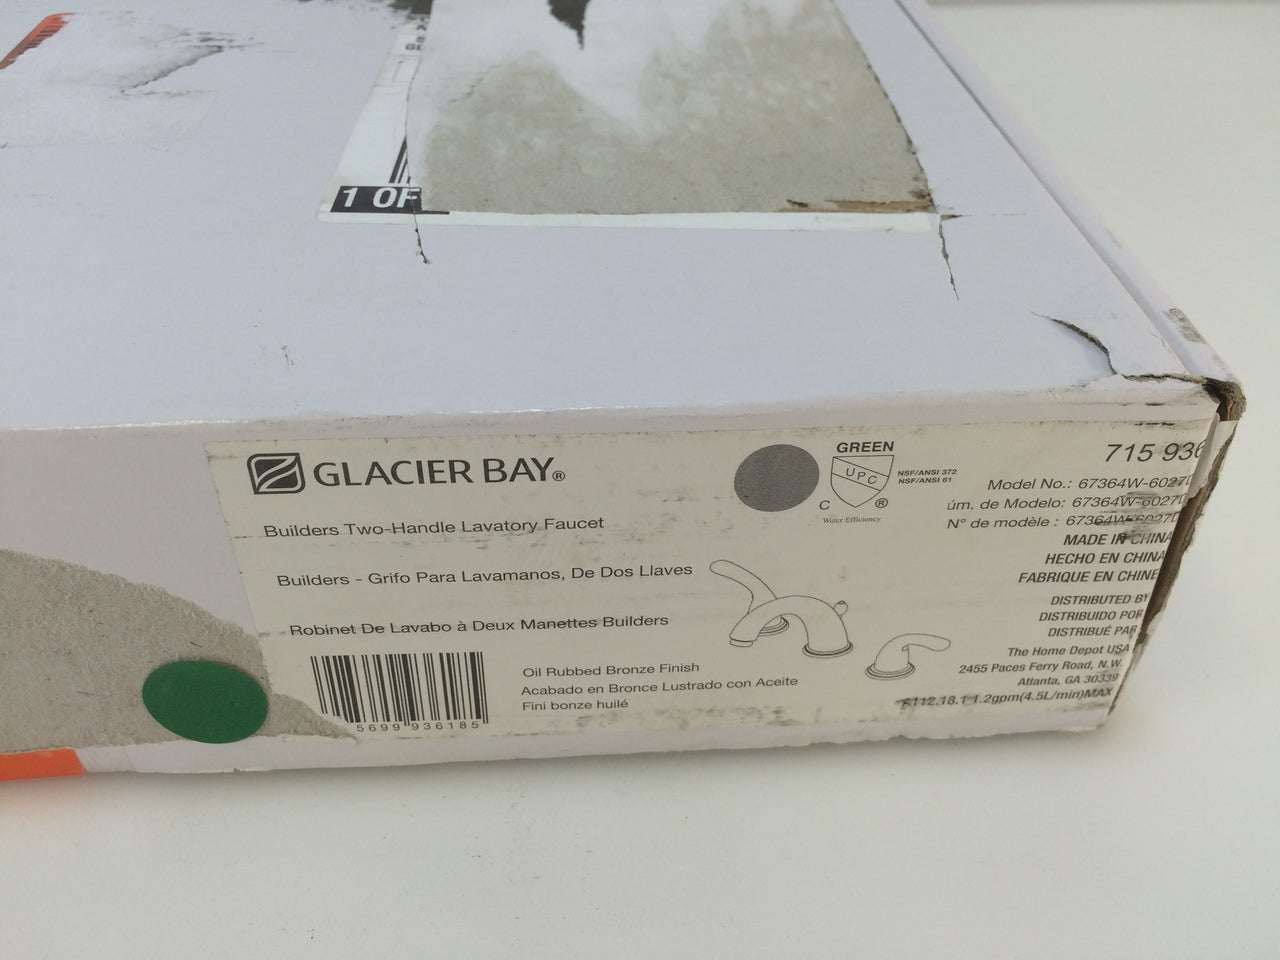 1 OF
GLACIER BAY®
Builders Two-Handle Lavatory Faucet
Builders - Grifo Para Lavamanos, De Dos Llaves
Robinet De Lavabo à Deux Manettes Builders
5699 936185
Oil Rubbed Bronze Finish
Acabado en Bronce Lustrado con Aceite
Fini bonze huilé
GREEN
UPC
C ®
Water Efficiency
NSF/ANSI 372
NSF/ANSI 61
715 936
Model No.: 67364W-6027D
úm. de Modelo: 67364W-6027D
N° de modèle : 67364W-6027D
MADE IN CHINA
HECHO EN CHINA
FABRIQUE EN CHINE
DISTRIBUTED BY
DISTRIBUIDO POR
DISTRIBUÉ PAR
The Home Depot USA
2455 Paces Ferry Road, N.W.
Atlanta, GA 30339
A112.18.1 1.2gpm(4.5L/min)MAX